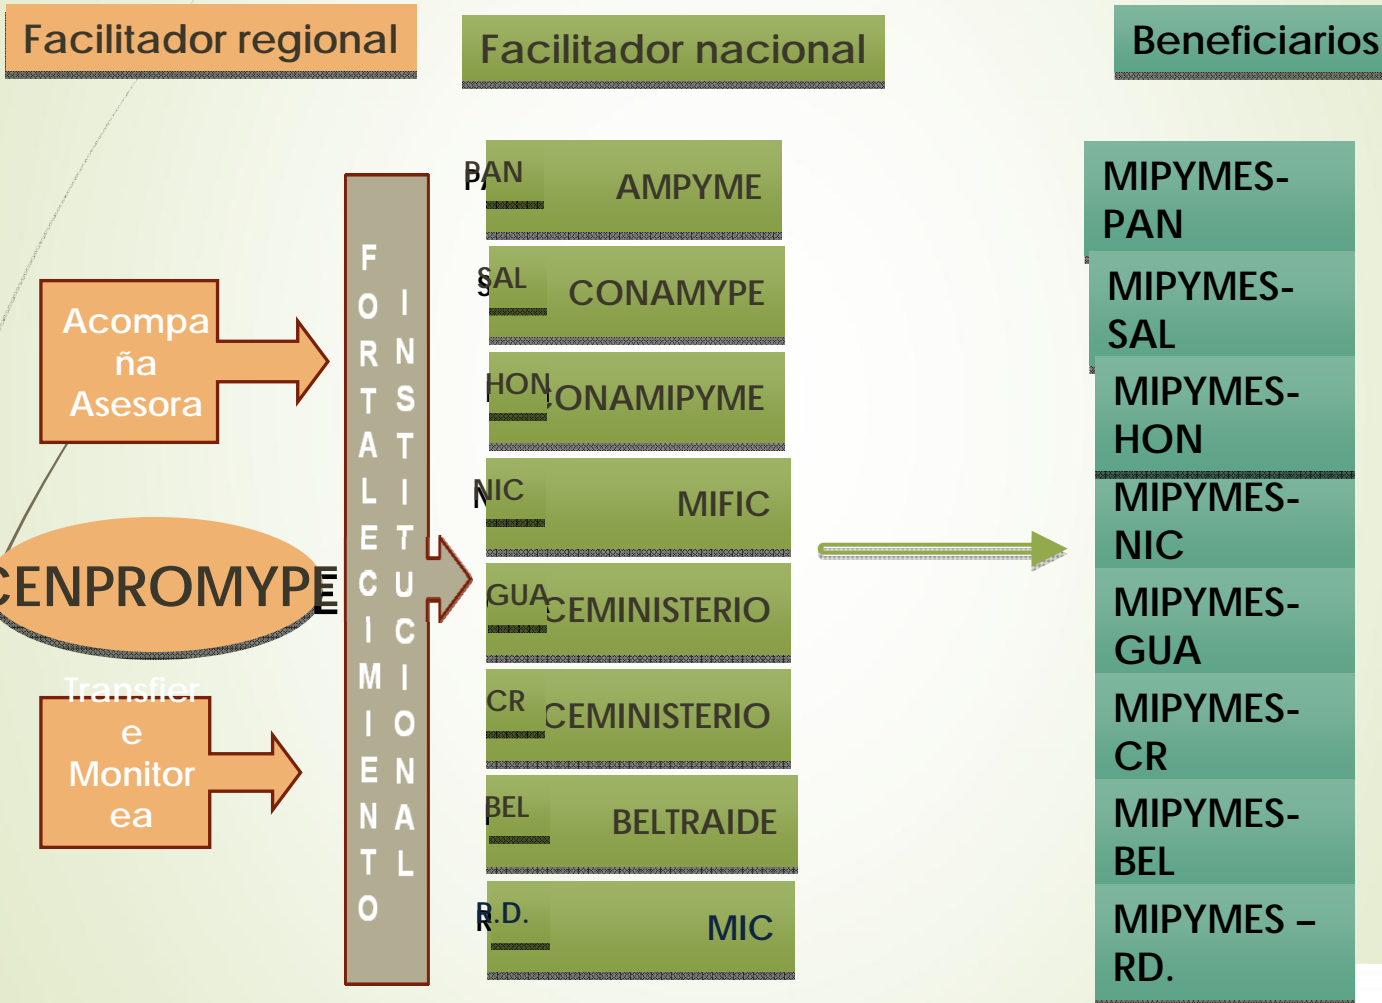 Facilitador regional
Facilitador nacional
Beneficiarios
Acompa
ña
Asesora
CENPROMYPE
Transfier
e
Monitor
ea
FORTALECIMIENTO
INSTITUCIONAL
PAN
AMPYME
SAL
CONAMYPE
HON
CONAMIPYME
NIC
MIFIC
GUA
CEMINISTERIO
CR
CEMINISTERIO
BEL
BELTRAIDE
R.D.
MIC
MIPYMES-
PAN
MIPYMES-
SAL
MIPYMES-
HON
MIPYMES-
NIC
MIPYMES-
GUA
MIPYMES-
CR
MIPYMES-
BEL
MIPYMES –
RD.